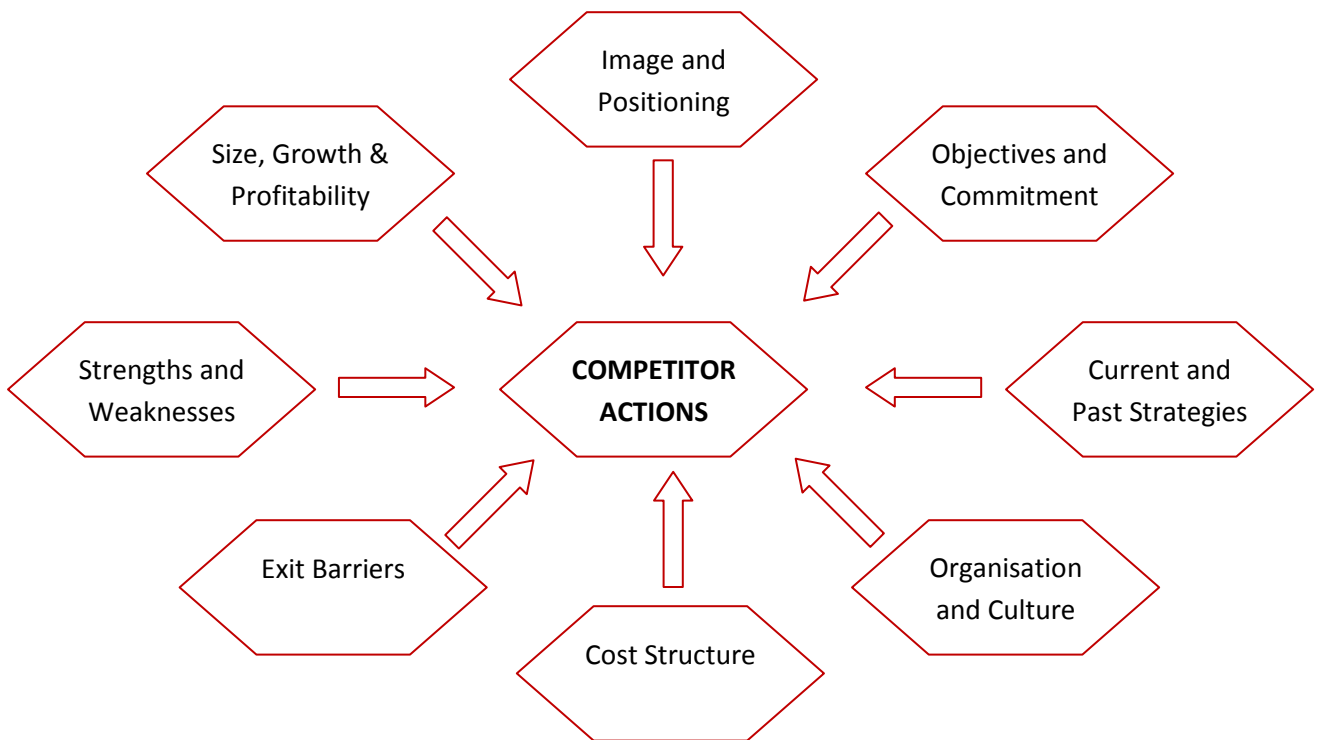 Image and
Positioning
Size, Growth &
Profitability
Objectives and
Commitment
Strengths and
Weaknesses
COMPETITOR
ACTIONS
Current and
Past Strategies
Exit Barriers
Organisation
and Culture
Cost Structure